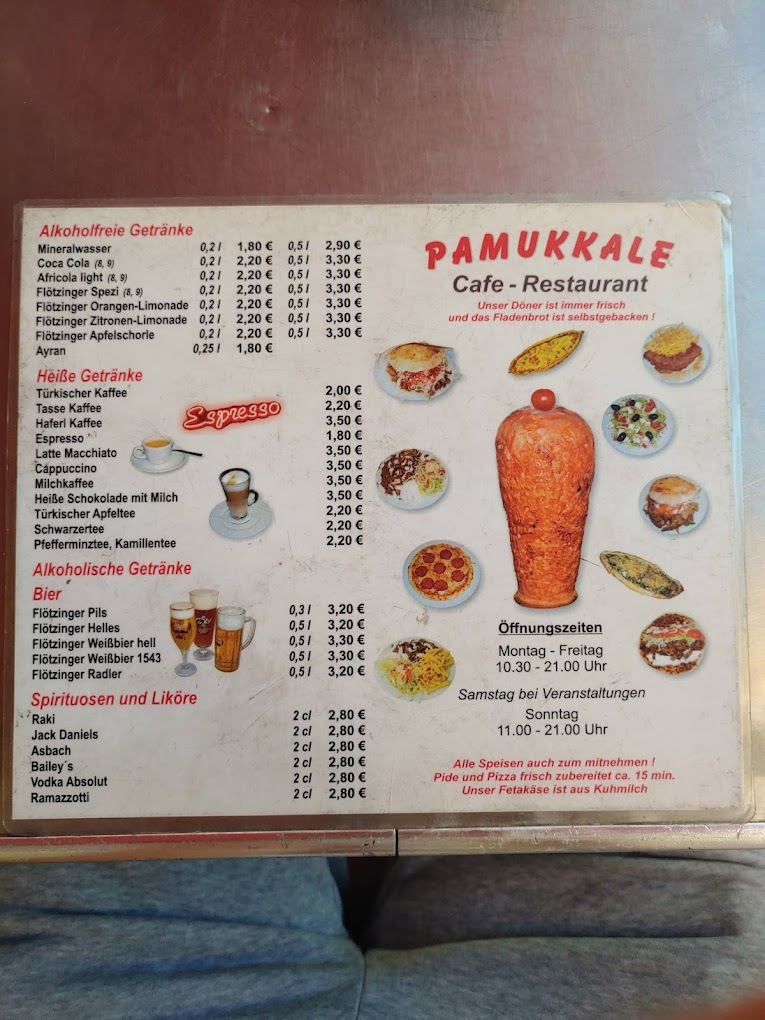 Alkoholfreie Getränke
Mineralwasser 0,2 l 1,80 € 0,5 l 2,90 €
Coca Cola (8, 9) 0,2 l 2,20 € 0,5 l 3,30 €
Africola light (8, 9) 0,2 l 2,20 € 0,5 l 3,30 €
Flötzinger Spezi (8, 9) 0,2 l 2,20 € 0,5 l 3,30 €
Flötzinger Orangen-Limonade 0,2 l 2,20 € 0,5 l 3,30 €
Flötzinger Zitronen-Limonade 0,2 l 2,20 € 0,5 l 3,30 €
Flötzinger Apfelschorle 0,2 l 2,20 € 0,5 l 3,30 €
Ayran 0,25 l 1,80 €
Heiße Getränke
Türkischer Kaffee 2,00 €
Tasse Kaffee 2,20 €
Haferl Kaffee 3,50 €
Espresso 1,80 €
Latte Macchiato 3,50 €
Cappuccino 3,50 €
Milchkaffee 3,50 €
Heiße Schokolade mit Milch 3,50 €
Türkischer Apfeltee 2,20 €
Schwarzertee 2,20 €
Pfefferminztee, Kamillentee 2,20 €
Espresso
Alkoholische Getränke
Bier
Flötzinger Pils 0,3 l 3,20 €
Flötzinger Helles 0,5 l 3,20 €
Flötzinger Weißbier hell 0,5 l 3,30 €
Flötzinger Weißbier 1543 0,5 l 3,30 €
Flötzinger Radler 0,5 l 3,20 €
Spirituosen und Liköre
Raki 2 cl 2,80 €
Jack Daniels 2 cl 2,80 €
Asbach 2 cl 2,80 €
Bailey´s 2 cl 2,80 €
Vodka Absolut 2 cl 2,80 €
Ramazzotti 2 cl 2,80 €
PAMUKKALE
Cafe - Restaurant
Unser Döner ist immer frisch
und das Fladenbrot ist selbstgebacken !
Öffnungszeiten
Montag - Freitag
10.30 - 21.00 Uhr
Samstag bei Veranstaltungen
Sonntag
11.00 - 21.00 Uhr
Alle Speisen auch zum mitnehmen !
Pide und Pizza frisch zubereitet ca. 15 min.
Unser Fetakäse ist aus Kuhmilch